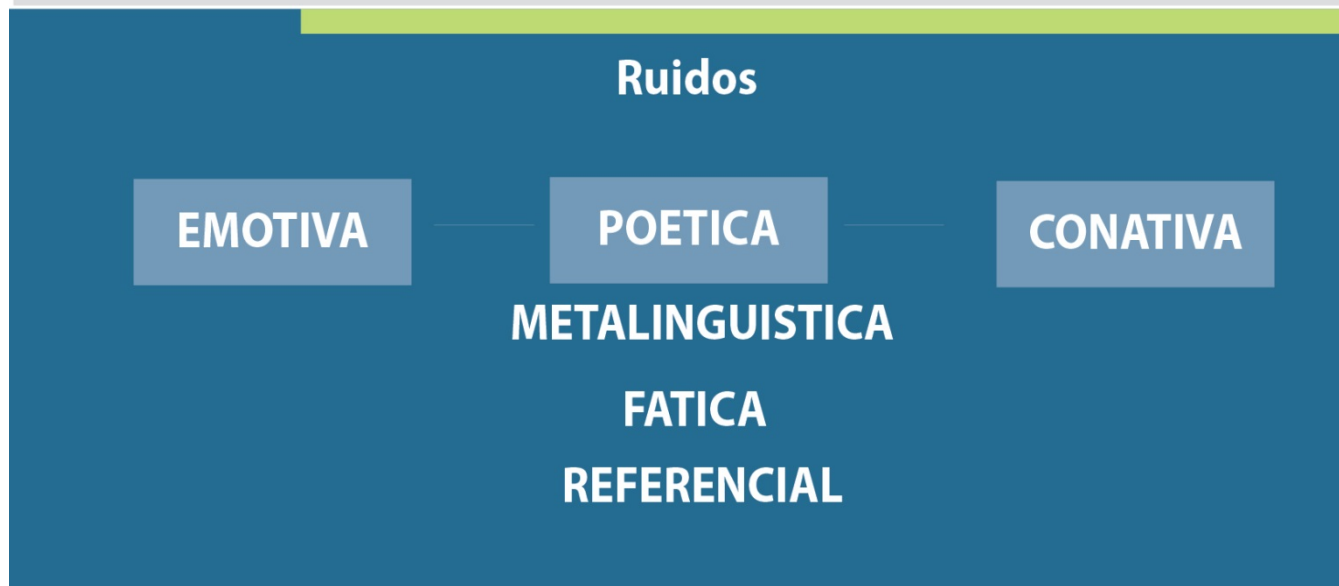 Ruidos
EMOTIVA POETICA CONATIVA
METALINGUISTICA
FATICA
REFERENCIAL